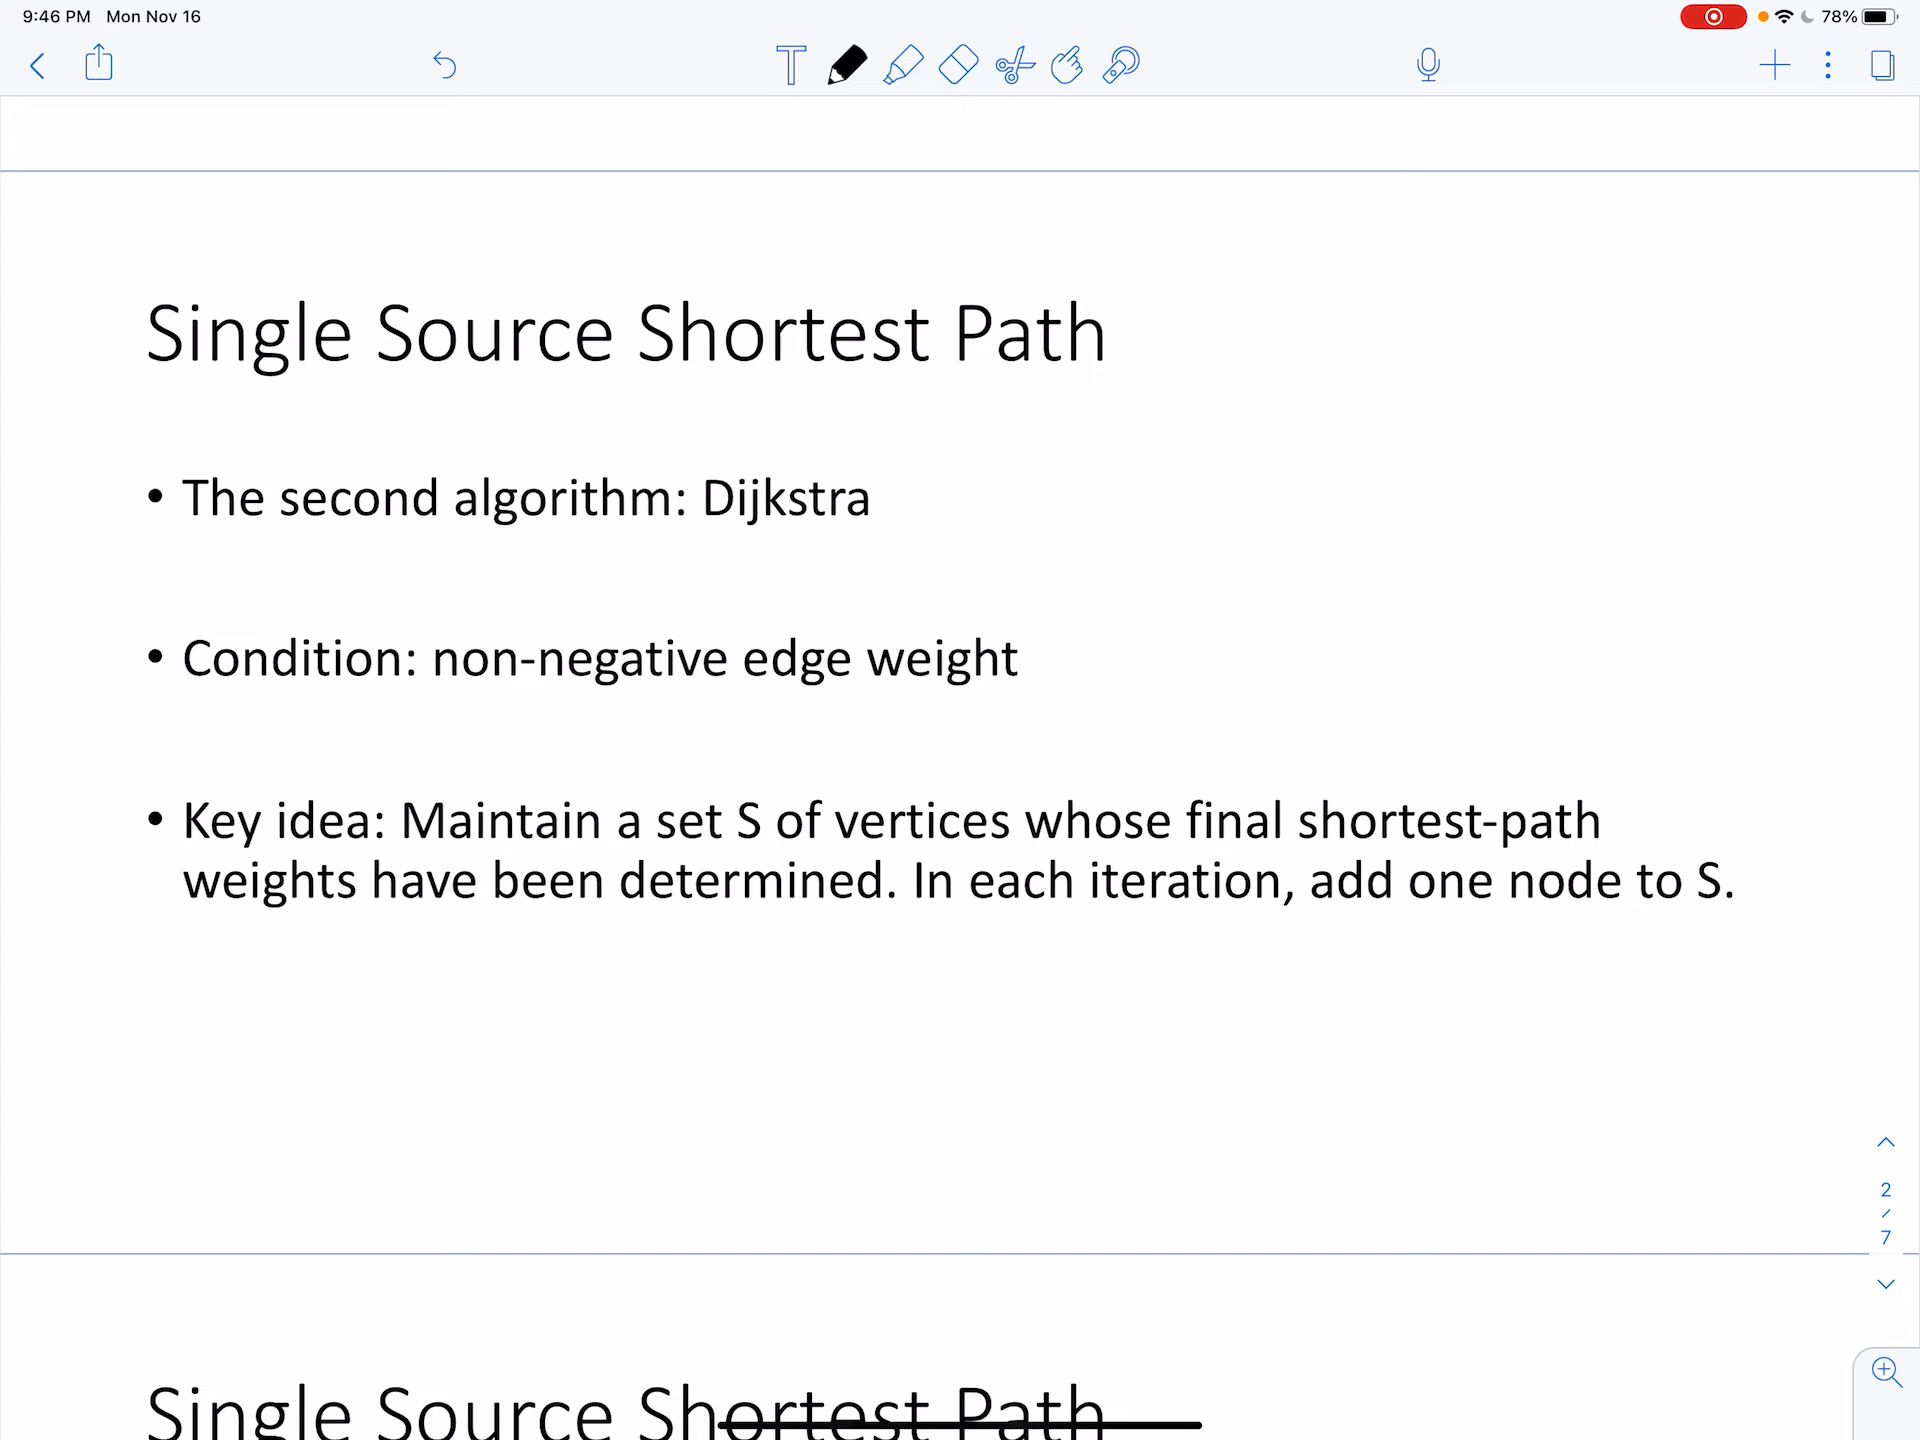 9:46 PM Mon Nov 16
78%
Single Source Shortest Path
• The second algorithm: Dijkstra
• Condition: non-negative edge weight
• Key idea: Maintain a set S of vertices whose final shortest-path
weights have been determined. In each iteration, add one node to S.
2
/
7
Single Source Shortest Path